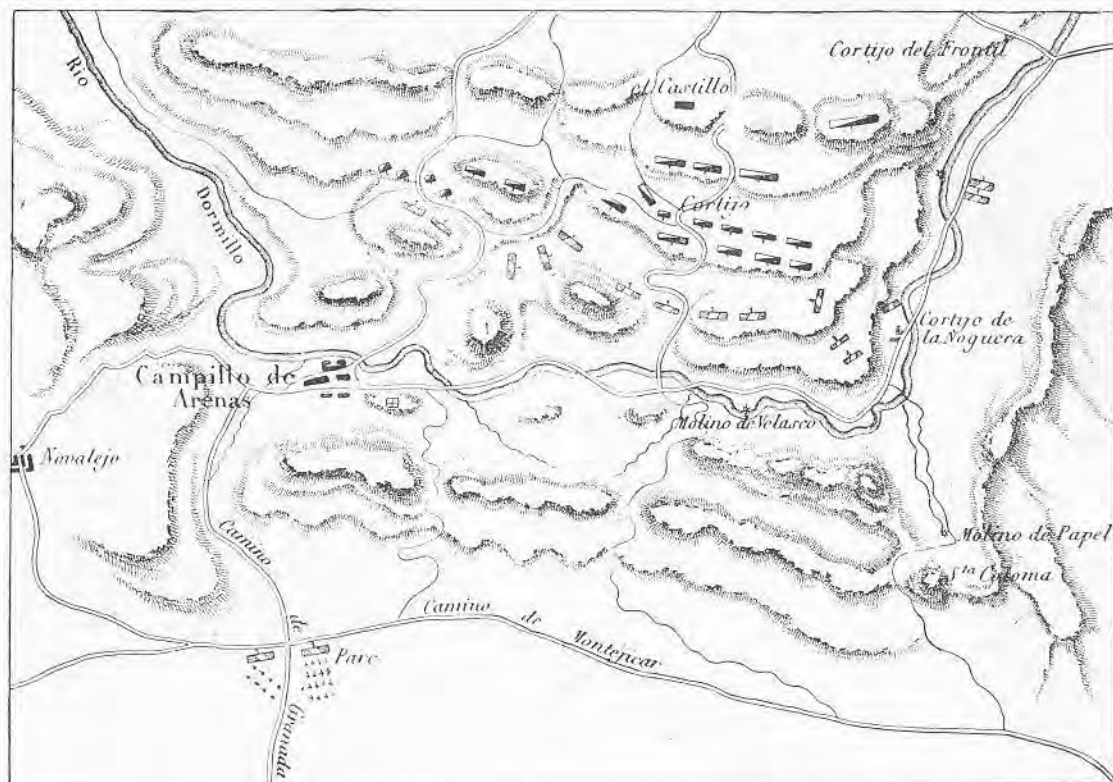 Rio
Dormillo
Cortijo del Frontil
el Castillo
Cortijo
Cortijo de
la Noguera
Campillo de
Arenas
Molino de Velasco
Novalejo
Molino de Papel
Sta Coloma
Camino
de
Granada
Camino
de
Montejicar
Parc